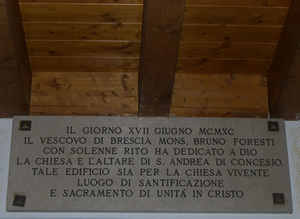 IL GIORNO XVII GIUGNO MCMXC
IL VESCOVO DI BRESCIA MONS. BRUNO FORESTI
CON SOLENNE RITO HA DEDICATO A DIO
LA CHIESA E L'ALTARE DI S. ANDREA DI CONCESIO.
TALE EDIFICIO SIA PER LA CHIESA VIVENTE
LUOGO DI SANTIFICAZIONE
E SACRAMENTO DI UNITÀ IN CRISTO